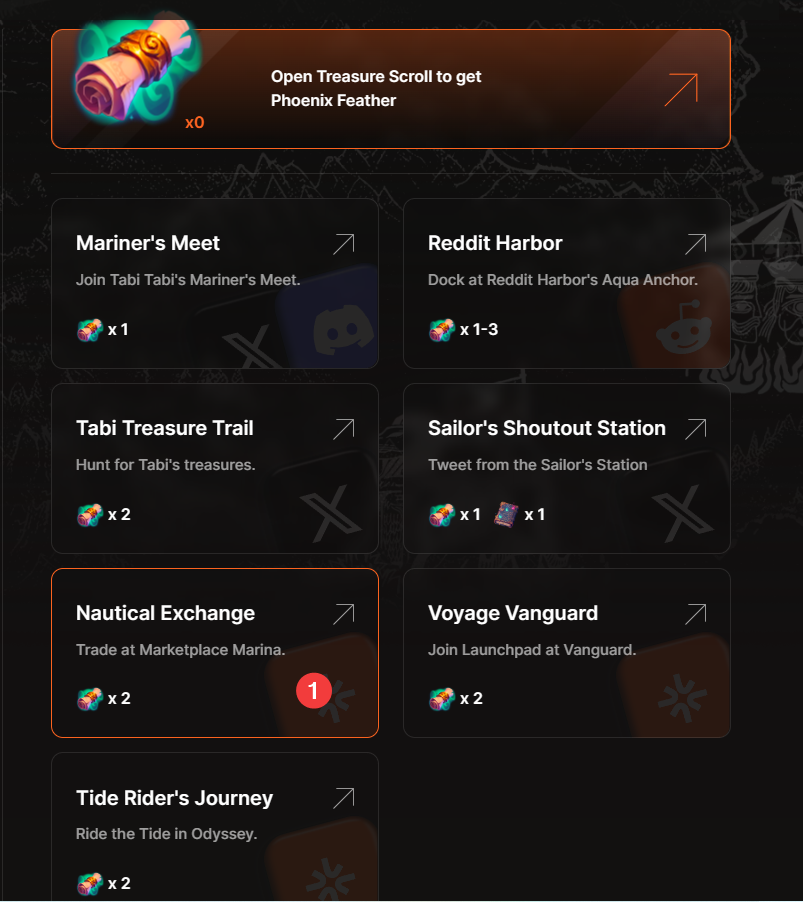 Open Treasure Scroll to get
Phoenix Feather
x0
Mariner's Meet
Join Tabi Tabi's Mariner's Meet.
x 1
Reddit Harbor
Dock at Reddit Harbor's Aqua Anchor.
x 1-3
Tabi Treasure Trail
Hunt for Tabi's treasures.
x 2
Sailor's Shoutout Station
Tweet from the Sailor's Station
x 1 x 1
Nautical Exchange
Trade at Marketplace Marina.
x 2
1
Voyage Vanguard
Join Launchpad at Vanguard.
x 2
Tide Rider's Journey
Ride the Tide in Odyssey.
x 2